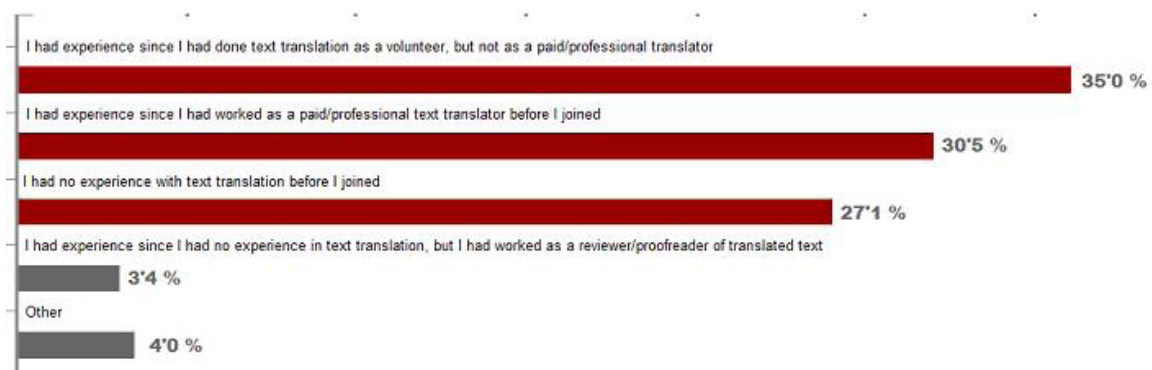 I had experience since I had done text translation as a volunteer, but not as a paid/professional translator
35'0 %
I had experience since I had worked as a paid/professional text translator before I joined
30'5 %
I had no experience with text translation before I joined
27'1 %
I had experience since I had no experience in text translation, but I had worked as a reviewer/proofreader of translated text
3'4 %
Other
4'0 %